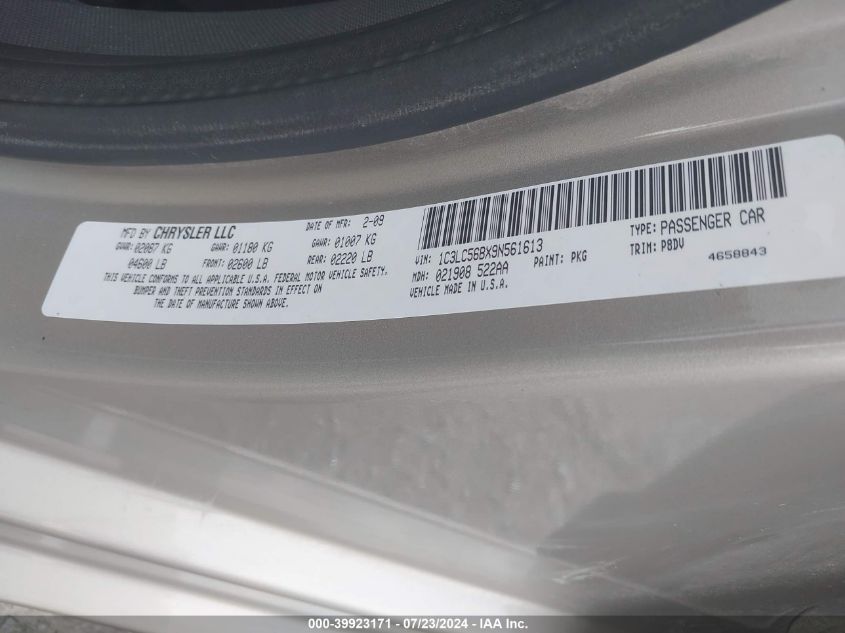 MFD BY CHRYSLER LLC DATE OF MFR: 2-09
GVWR: 02087 KG GAWR: 01180 KG GAWR: 01007 KG
04600 LB FRONT: 02600 LB REAR: 02220 LB
THIS VEHICLE CONFORMS TO ALL APPLICABLE U.S.A. FEDERAL MOTOR VEHICLE SAFETY,
BUMPER AND THEFT PREVENTION STANDARDS IN EFFECT ON
THE DATE OF MANUFACTURE SHOWN ABOVE.
VIN: 1C3LC56BX9N561613 TYPE: PASSENGER CAR
MDH: 021908 522AA PAINT: PKG TRIM: P8DV
VEHICLE MADE IN U.S.A. 4658843
000-39923171 - 07/23/2024 - IAA Inc.